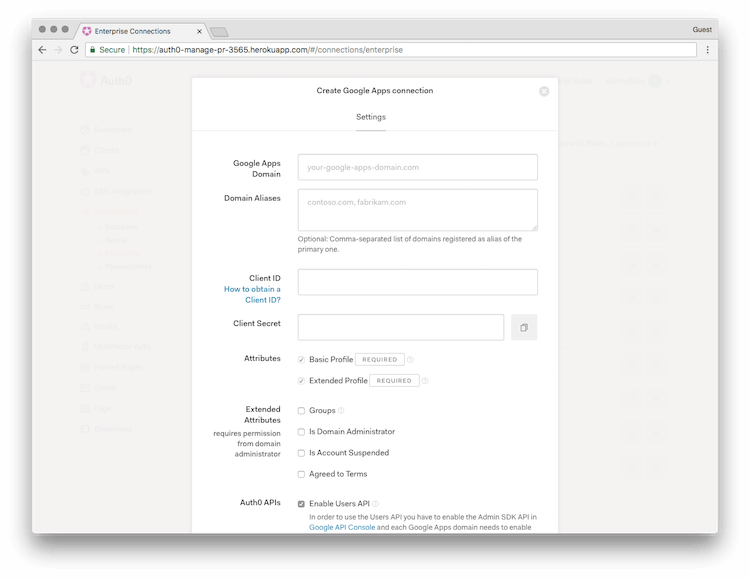 Enterprise Connections
Guest
Secure
https://auth0-manage-pr-3565.herokuapp.com/#/connections/enterprise
Auth0
Create Google Apps connection
Settings
Google Apps
Domain
your-google-apps-domain.com
Domain Aliases
contoso.com, fabrikam.com
Optional: Comma-separated list of domains registered as alias of the
primary one.
Client ID
How to obtain a
Client ID?
Client Secret
Attributes
Basic Profile REQUIRED
Extended Profile REQUIRED
Extended
Attributes
requires permission
from domain
administrator
Groups
Is Domain Administrator
Is Account Suspended
Agreed to Terms
Auth0 APIs
Enable Users API
In order to use the Users API you have to enable the Admin SDK API in
Google API Console and each Google Apps domain needs to enable